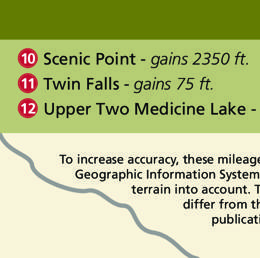 10 Scenic Point - gains 2350 ft.
11 Twin Falls - gains 75 ft.
12 Upper Two Medicine Lake -
To increase accuracy, these mileage
Geographic Information System
terrain into account. T
differ from th
publicati